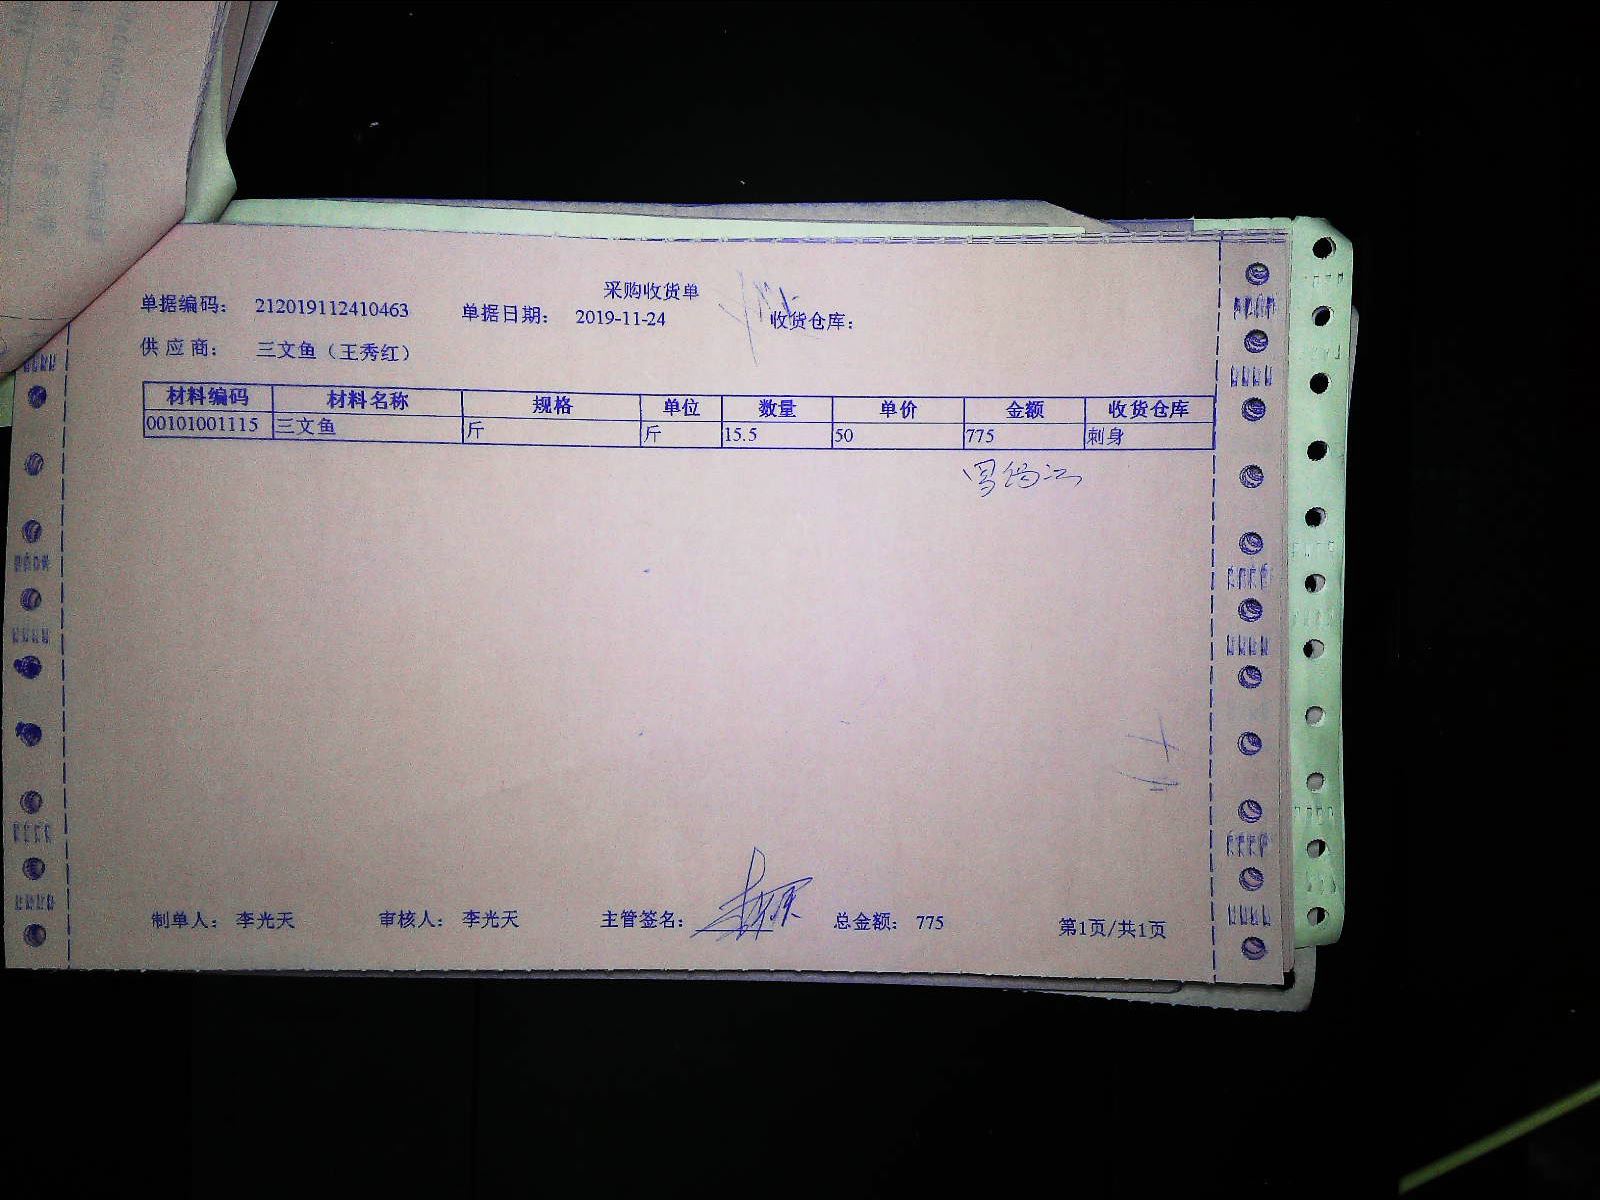 采购收货单
单据编码： 212019112410463 单据日期： 2019-11-24 收货仓库：
供应商： 三文鱼（王秀红）
材料编码 材料名称 规格 单位 数量 单价 金额 收货仓库
00101001115 三文鱼 斤 斤 15.5 50 775 刺身
制单人： 李光天 审核人： 李光天 主管签名： 总金额： 775 第1页/共1页